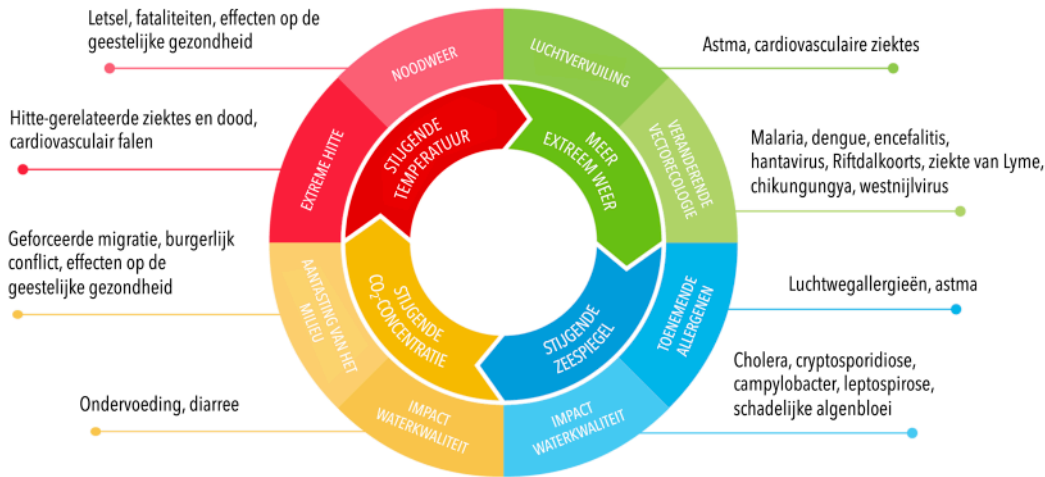 Letsel, fataliteiten, effecten op de
geestelijke gezondheid
Hitte-gerelateerde ziektes en dood,
cardiovasculair falen
Geforceerde migratie, burgerlijk
conflict, effecten op de
geestelijke gezondheid
Ondervoeding, diarree
NOODWEER
EXTREME HITTE
AANTASTING VAN HET
MILIEU
IMPACT
WATERKWALITEIT
STIJGENDE
TEMPERATUUR
MEER
EXTREEM WEER
STIJGENDE
CO₂-CONCENTRATIE
STIJGENDE
ZEESPIEGEL
LUCHTVERVUILING
VERANDERENDE
VECTORECOLOGIE
TOENEMENDE
ALLERGENEN
IMPACT
WATERKWALITEIT
Astma, cardiovasculaire ziektes
Malaria, dengue, encefalitis,
hantavirus, Riftdalkoorts, ziekte van Lyme,
chikungungya, westnijlvirus
Luchtwegallergieën, astma
Cholera, cryptosporidiose,
campylobacter, leptospirose,
schadelijke algenbloei